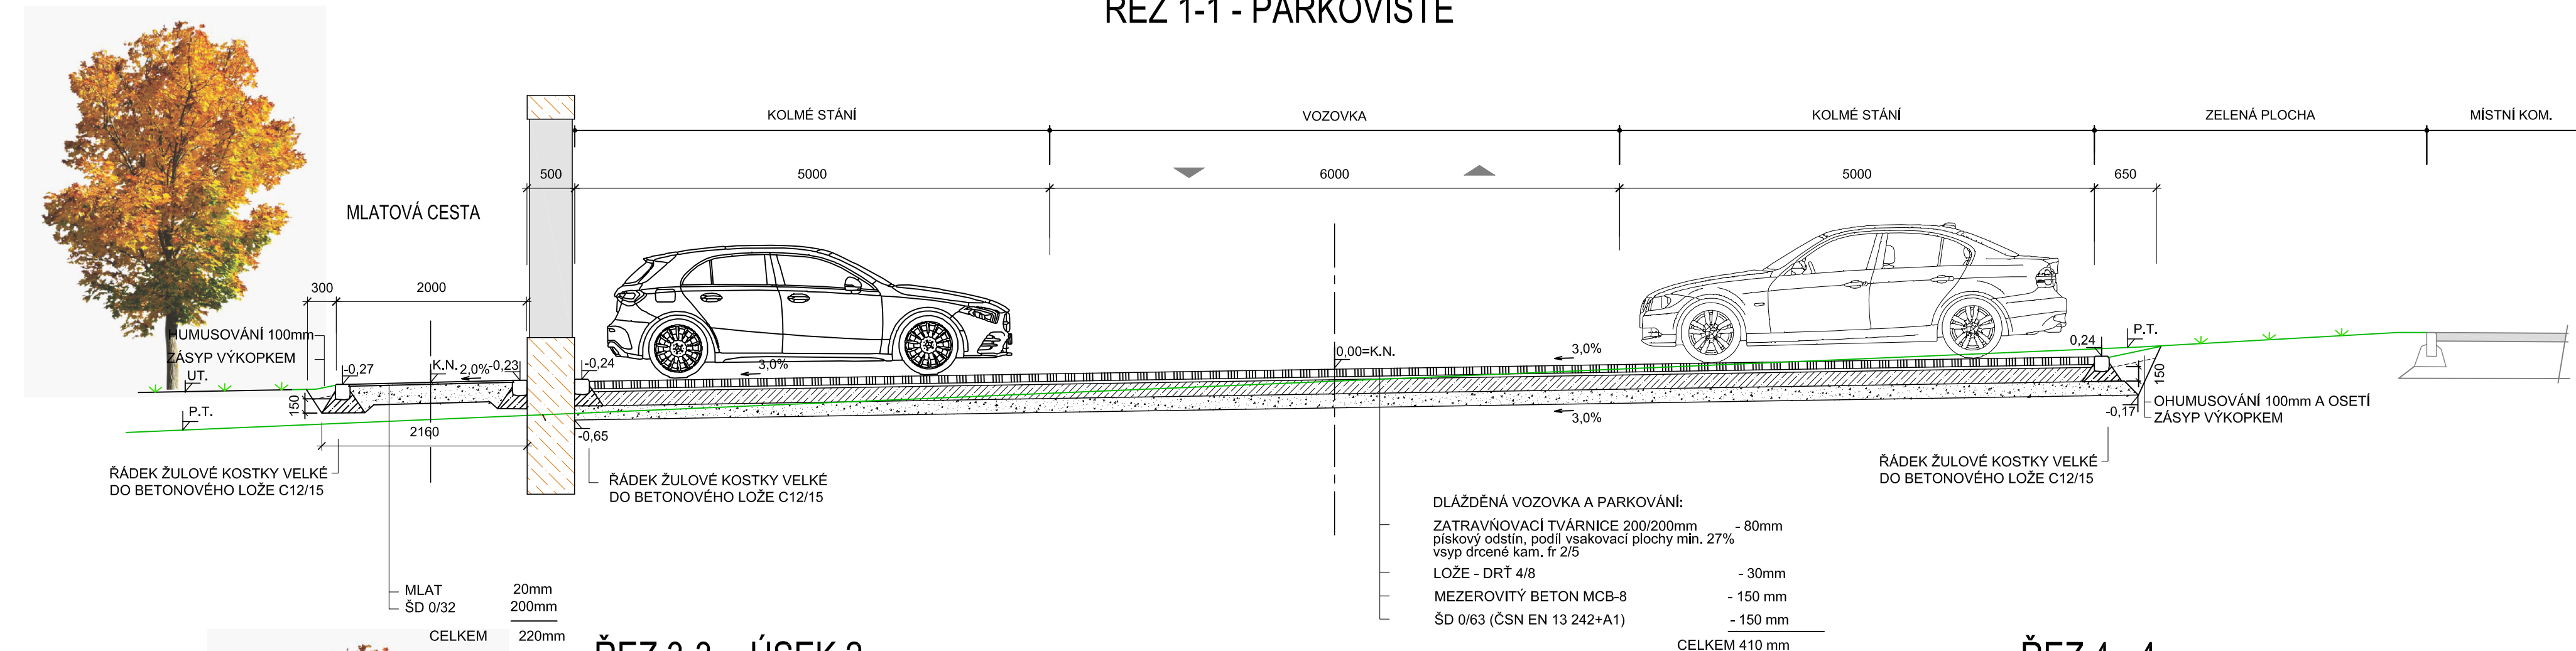 ŘEZ 1-1 - PARKOVIŠTĚ
KOLMÉ STÁNÍ
VOZOVKA
KOLMÉ STÁNÍ
ZELENÁ PLOCHA
MÍSTNÍ KOM.
500
5000
6000
5000
650
MLATOVÁ CESTA
300
2000
HUMUSOVÁNÍ 100mm
ZÁSYP VÝKOPKEM
UT.
P.T.
150
-0,27
K.N.
2,0%
-0,23
-0,24
3,0%
0,00=K.N.
3,0%
0,24
P.T.
150
-0,17
OHUMUSOVÁNÍ 100mm A OSETÍ
ZÁSYP VÝKOPKEM
2160
-0,65
3,0%
ŘÁDEK ŽULOVÉ KOSTKY VELKÉ
DO BETONOVÉHO LOŽE C12/15
ŘÁDEK ŽULOVÉ KOSTKY VELKÉ
DO BETONOVÉHO LOŽE C12/15
ŘÁDEK ŽULOVÉ KOSTKY VELKÉ
DO BETONOVÉHO LOŽE C12/15
DLÁŽDĚNÁ VOZOVKA A PARKOVÁNÍ:
ZATRAVŇOVACÍ TVÁRNICE 200/200mm - 80mm
pískový odstín, podíl vsakovací plochy min. 27%
vsyp drcené kam. fr 2/5
LOŽE - DRŤ 4/8 - 30mm
MEZEROVITÝ BETON MCB-8 - 150 mm
ŠD 0/63 (ČSN EN 13 242+A1) - 150 mm
CELKEM 410 mm
MLAT 20mm
ŠD 0/32 200mm
CELKEM 220mm